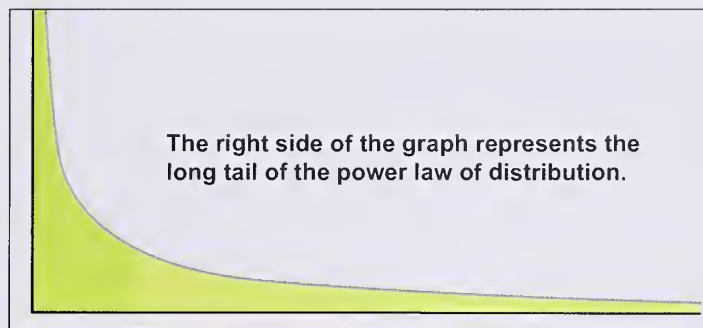 The right side of the graph represents the
long tail of the power law of distribution.